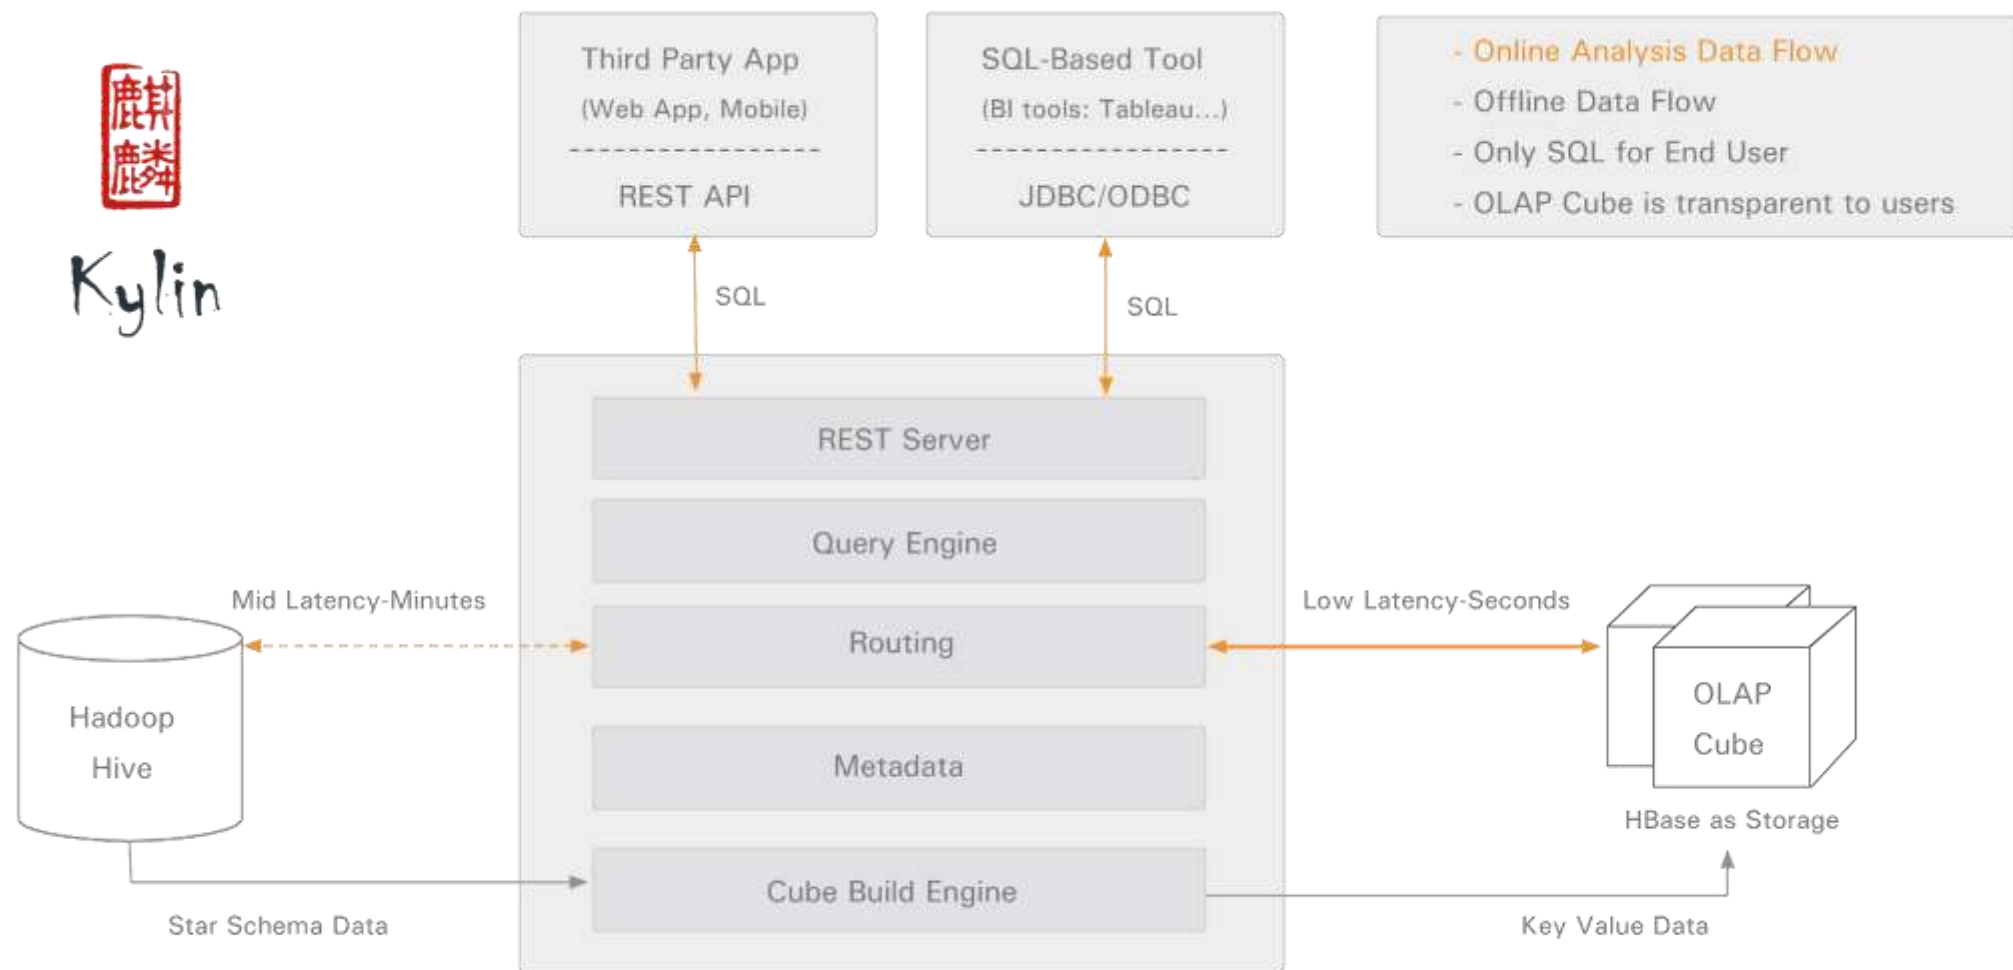 麒
麟
Kylin
Third Party App
(Web App, Mobile)
REST API
SQL-Based Tool
(BI tools: Tableau...)
JDBC/ODBC
- Online Analysis Data Flow
- Offline Data Flow
- Only SQL for End User
- OLAP Cube is transparent to users
SQL
SQL
REST Server
Query Engine
Mid Latency-Minutes
Routing
Low Latency-Seconds
Hadoop
Hive
OLAP
Cube
Metadata
HBase as Storage
Cube Build Engine
Star Schema Data
Key Value Data